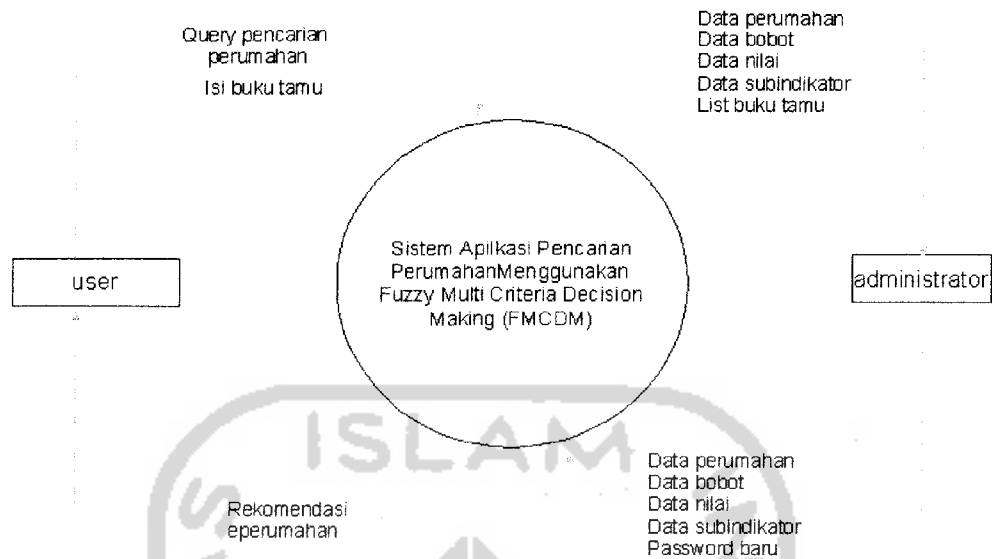 Query pencarian
perumahan
Isi buku tamu
Data perumahan
Data bobot
Data nilai
Data subindikator
List buku tamu
user
Sistem Apilkasi Pencarian
PerumahanMenggunakan
Fuzzy Multi Criteria Decision
Making (FMCDM)
administrator
Rekomendasi
eperumahan
Data perumahan
Data bobot
Data nilai
Data subindikator
Password baru
ISLAM